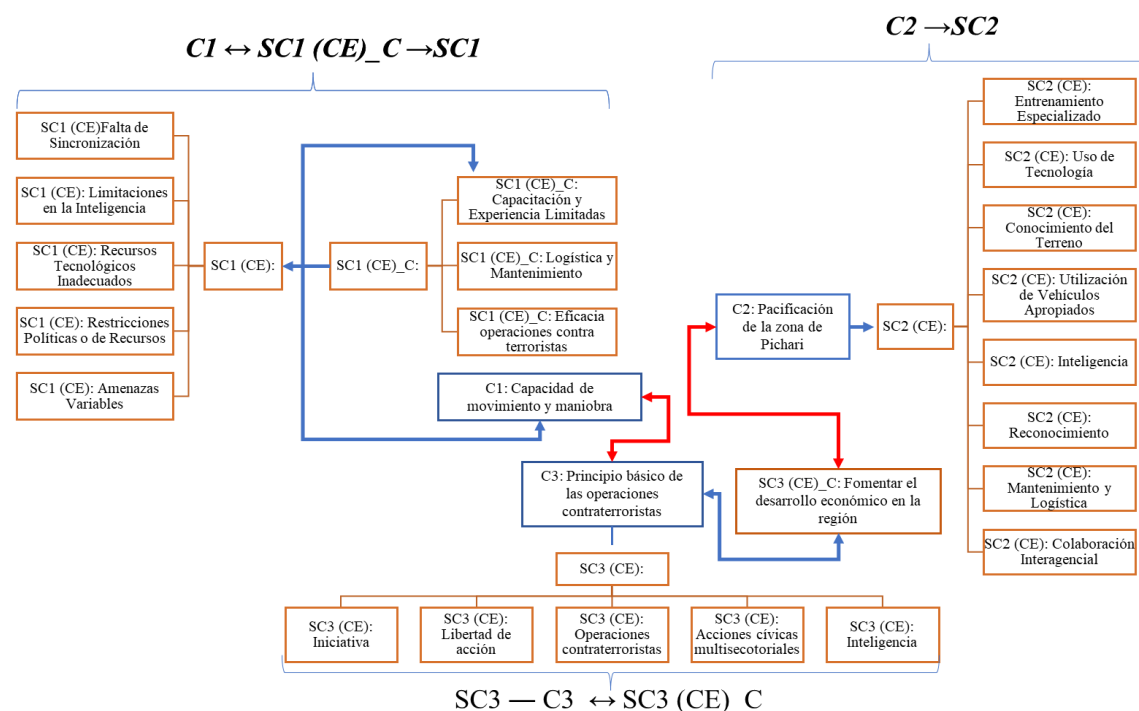 C1 ↔ SC1 (CE)_C →SC1
C2 →SC2
SC1 (CE)Falta de
Sincronización
SC1 (CE): Limitaciones
en la Inteligencia
SC1 (CE): Recursos
Tecnológicos
Inadecuados
SC1 (CE): Restricciones
Políticas o de Recursos
SC1 (CE): Amenazas
Variables
SC1 (CE):
SC1 (CE)_C:
SC1 (CE)_C:
Capacitación y
Experiencia Limitadas
SC1 (CE)_C: Logística y
Mantenimiento
SC1 (CE)_C: Eficacia
operaciones contra
terroristas
C1: Capacidad de
movimiento y maniobra
C2: Pacificación
de la zona de
Pichari
SC2 (CE):
SC2 (CE):
Entrenamiento
Especializado
SC2 (CE): Uso de
Tecnología
SC2 (CE):
Conocimiento del
Terreno
SC2 (CE): Utilización
de Vehículos
Apropiados
SC2 (CE): Inteligencia
SC2 (CE):
Reconocimiento
SC2 (CE):
Mantenimiento y
Logística
SC2 (CE): Colaboración
Interagencial
C3: Principio básico de
las operaciones
contraterroristas
SC3 (CE)_C: Fomentar el
desarrollo económico en la
región
SC3 (CE):
SC3 (CE):
Iniciativa
SC3 (CE):
Libertad de
acción
SC3 (CE):
Operaciones
contraterroristas
SC3 (CE):
Acciones cívicas
multisecotoriales
SC3 (CE):
Inteligencia
SC3 — C3 ↔ SC3 (CE)_C